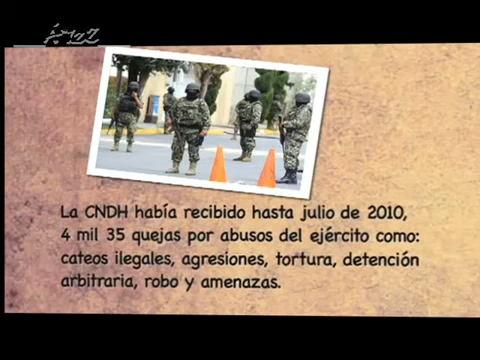 La CNDH había recibido hasta julio de 2010,
4 mil 35 quejas por abusos del ejército como:
cateos ilegales, agresiones, tortura, detención
arbitraria, robo y amenazas.